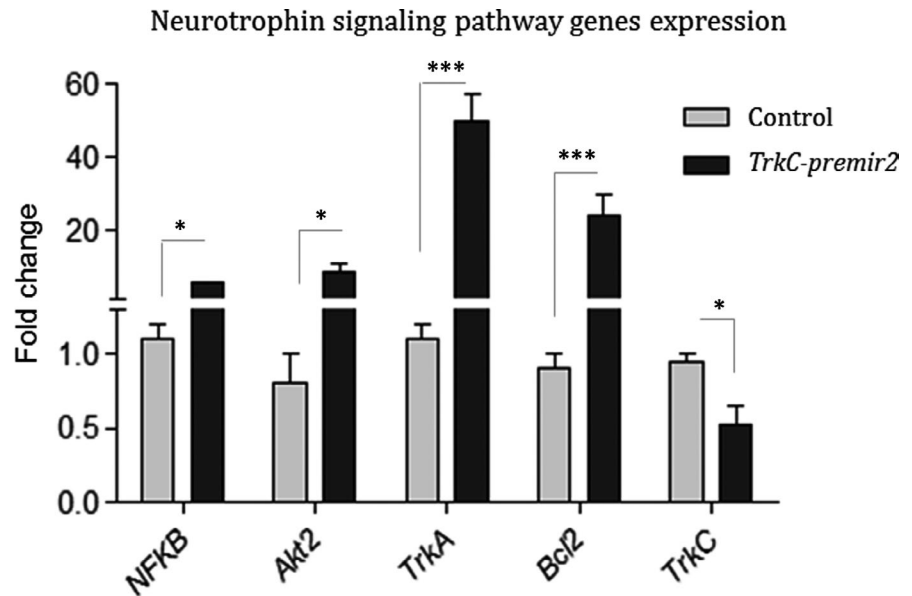 Neurotrophin signaling pathway genes expression
Fold change
60
40
20
1.0
0.5
0.0
*
*
***
***
*
Control
TrkC-premir2
NFKB
Akt2
TrkA
Bcl2
TrkC